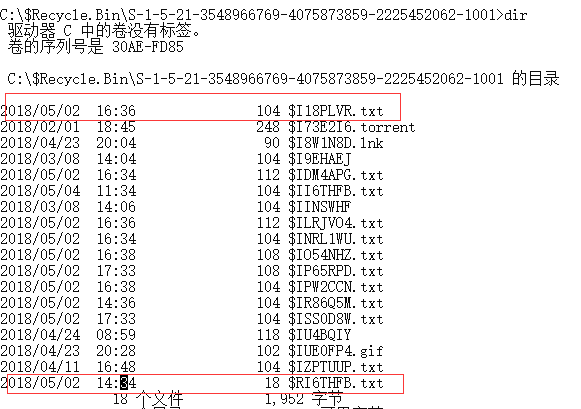 C:\$Recycle.Bin\S-1-5-21-3548966769-4075873859-2225452062-1001>dir
驱动器 C 中的卷没有标签。
卷的序列号是 30AE-FD85
C:\$Recycle.Bin\S-1-5-21-3548966769-4075873859-2225452062-1001 的目录
2018/05/02 16:36 104 $I18PLVR.txt
2018/02/01 18:45 248 $I73E2I6.torrent
2018/04/23 20:04 90 $I8W1N8D.lnk
2018/03/08 14:04 104 $I9EHAEJ
2018/05/02 16:34 112 $IDM4APG.txt
2018/05/04 11:34 104 $II6THFB.txt
2018/03/08 14:06 104 $IINSWHF
2018/05/02 16:36 112 $ILRJVO4.txt
2018/05/02 16:34 104 $INRL1WU.txt
2018/05/02 16:38 108 $IO54NHZ.txt
2018/05/02 17:33 108 $IP65RPD.txt
2018/05/02 16:38 104 $IPW2CCN.txt
2018/05/02 14:36 104 $IR86Q5M.txt
2018/05/02 17:33 104 $ISS0D8W.txt
2018/04/24 08:59 118 $IU4BQIY
2018/04/23 20:28 102 $IUE0FP4.gif
2018/04/11 16:48 104 $IZPTUUP.txt
2018/05/02 14:34 18 $RI6THFB.txt
18 个文件 1,952 字节